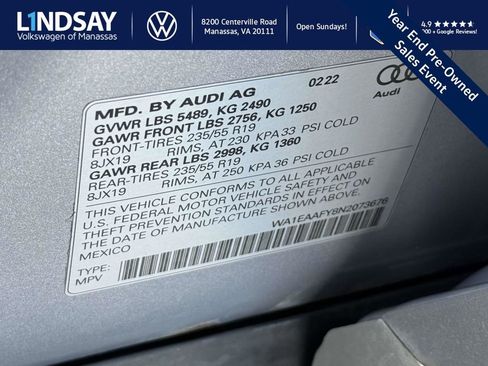 LINDSAY
Volkswagen of Manassas
8200 Centerville Road
Manassas, VA 20111
Open Sundays!
4.9
Google Reviews!
Year End Pre-Owned
Sales Event
MFD. BY AUDI AG 02/22
Audi
GVWR LBS 5489, KG 2490
GAWR FRONT LBS 2756, KG 1250
FRONT-TIRES 235/55 R19
8JX19 RIMS, AT 230 KPA 33 PSI COLD
GAWR REAR LBS 2998, KG 1360
REAR-TIRES 235/55 R19
8JX19 RIMS, AT 250 KPA 36 PSI COLD
THIS VEHICLE CONFORMS TO ALL APPLICABLE
U.S. FEDERAL MOTOR VEHICLE SAFETY AND
THEFT PREVENTION STANDARDS IN EFFECT ON
THE DATE OF MANUFACTURE SHOWN ABOVE.
MEXICO
WA1EAAFY8N2073676
TYPE:
MPV